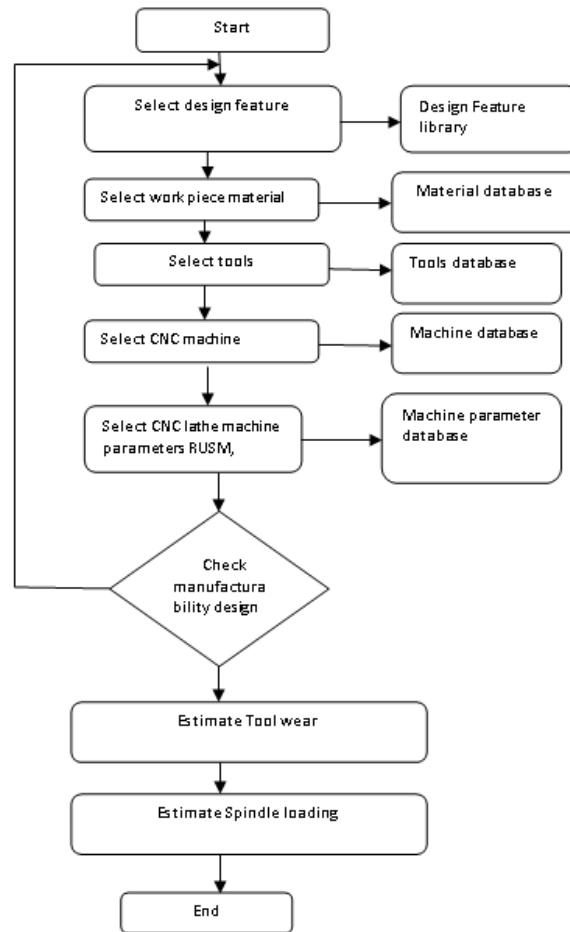 Start
Select design feature
Design Feature
library
Select work piece material
Material database
Select tools
Tools database
Select CNC machine
Machine database
Select CNC lathe machine
parameters RUSM,
Machine parameter
database
Check
manufactura
bility design
Estimate Tool wear
Estimate Spindle loading
End